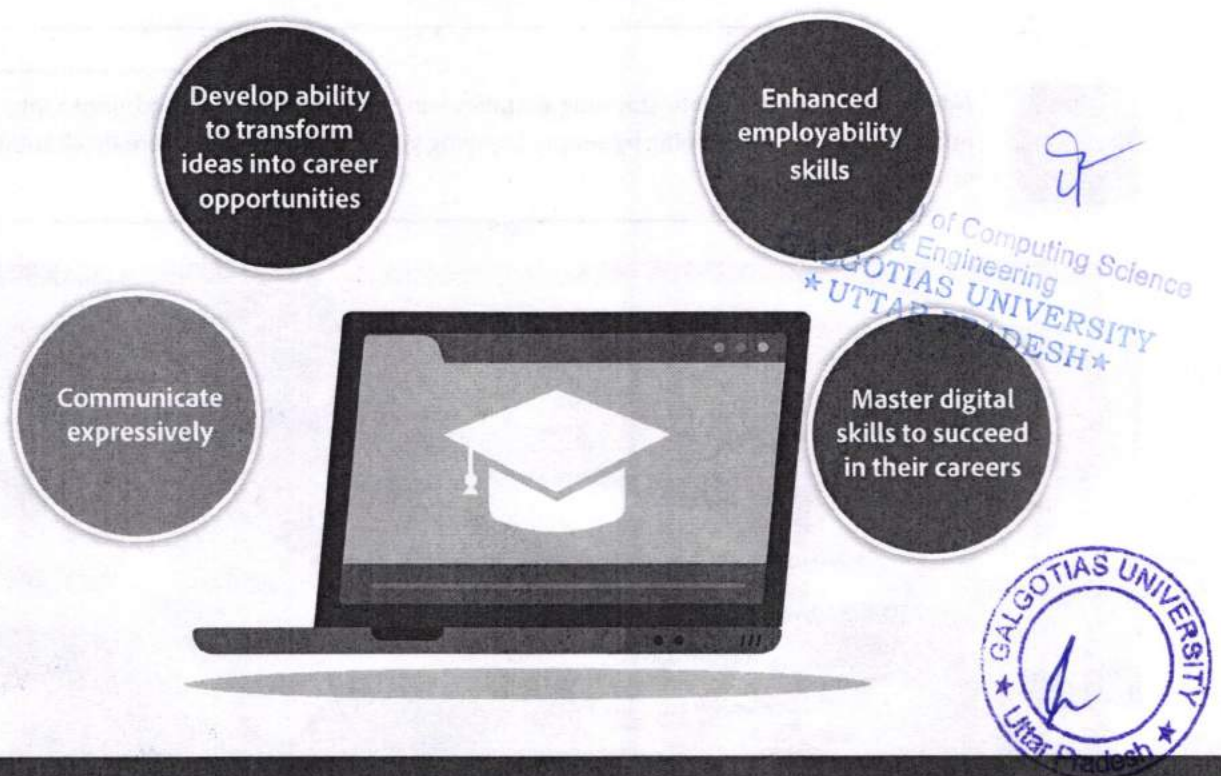 Develop ability
to transform
ideas into career
opportunities
Enhanced
employability
skills
of Computing Science
& Engineering
GALGOTIAS UNIVERSITY
* UTTAR PRADESH *
Communicate
expressively
Master digital
skills to succeed
in their careers
GALGOTIAS UNIVERSITY
* Uttar Pradesh *